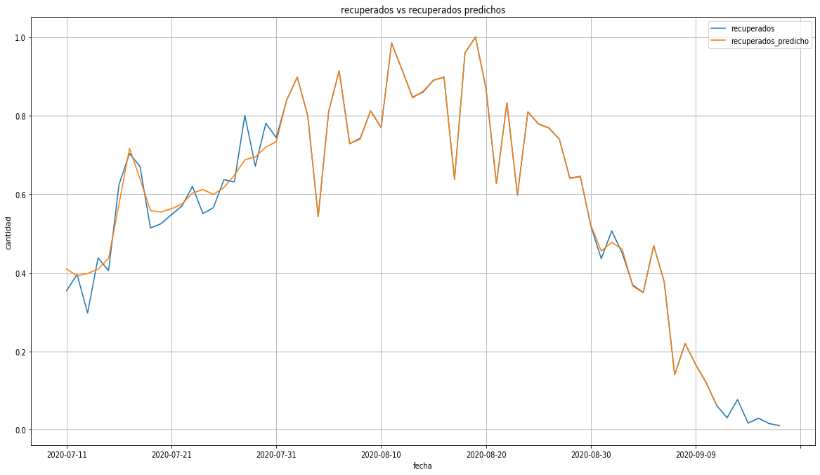 recuperados vs recuperados predichos
recuperados
recuperados_predicho
cantidad
1.0
0.8
0.6
0.4
0.2
0.0
2020-07-11
2020-07-21
2020-07-31
2020-08-10
2020-08-20
2020-08-30
2020-09-09
fecha